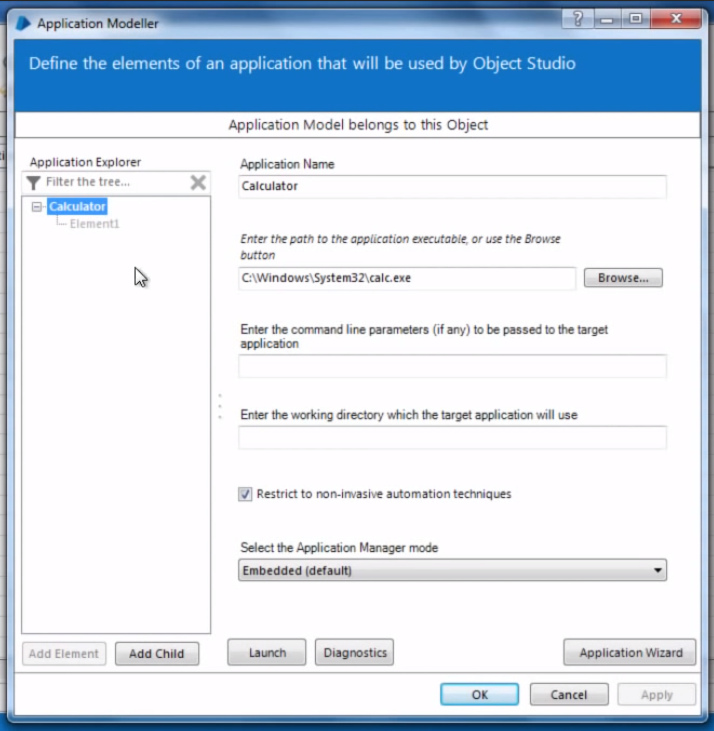 Application Modeller
Define the elements of an application that will be used by Object Studio
Application Model belongs to this Object
Application Explorer
Filter the tree...
Calculator
Element1
Application Name
Calculator
Enter the path to the application executable, or use the Browse
button
C:\Windows\System32\calc.exe
Browse...
Enter the command line parameters (if any) to be passed to the target
application
Enter the working directory which the target application will use
Restrict to non-invasive automation techniques
Select the Application Manager mode
Embedded (default)
Add Element
Add Child
Launch
Diagnostics
Application Wizard
OK
Cancel
Apply